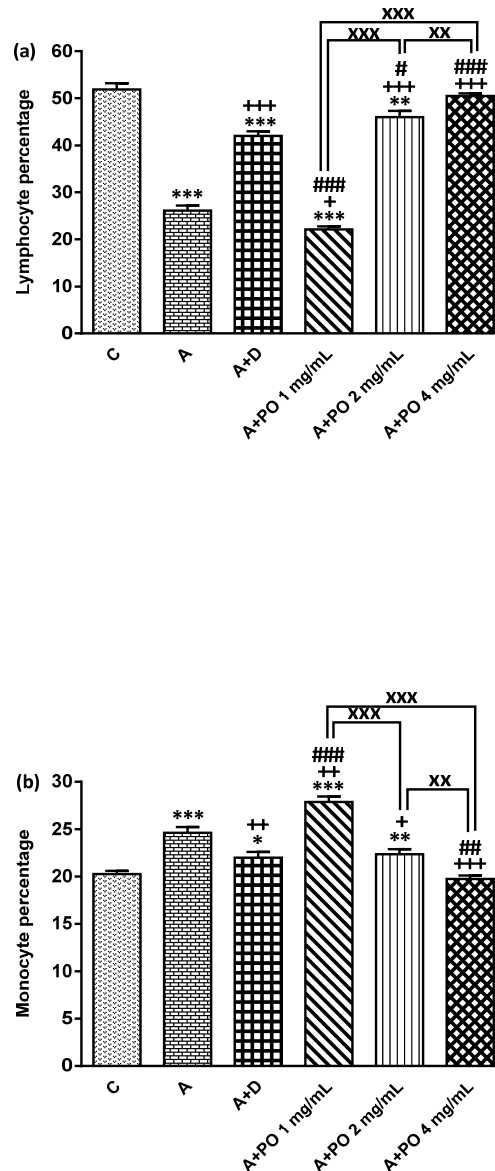 xxx
xxx
xx
(a)
60
50
40
30
20
10
0
Lymphocyte percentage
***
+++
***
###
+
***
#
+++
**
###
+++
C
A
A+D
A+PO 1 mg/mL
A+PO 2 mg/mL
A+PO 4 mg/mL
xxx
xxx
xx
(b)
30
25
20
15
10
5
0
Monocyte percentage
***
++
*
###
++
***
+
**
##
+++
C
A
A+D
A+PO 1 mg/mL
A+PO 2 mg/mL
A+PO 4 mg/mL